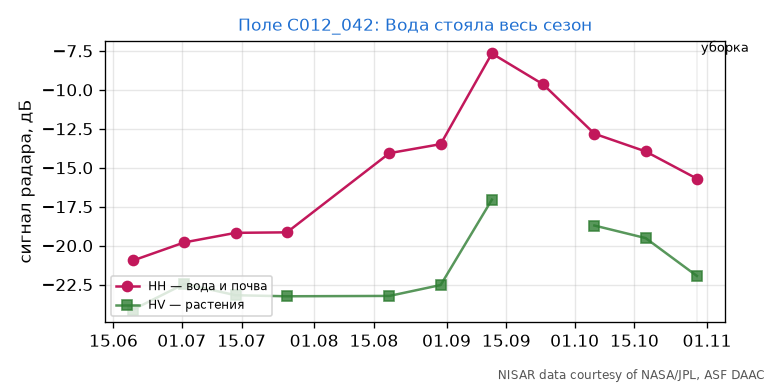 Поле C012_042: Вода стояла весь сезон
уборка
−7.5
−10.0
−12.5
−15.0
−17.5
−20.0
−22.5
сигнал радара, дБ
HH — вода и почва
HV — растения
15.06 01.07 15.07 01.08 15.08 01.09 15.09 01.10 15.10 01.11
NISAR data courtesy of NASA/JPL, ASF DAAC